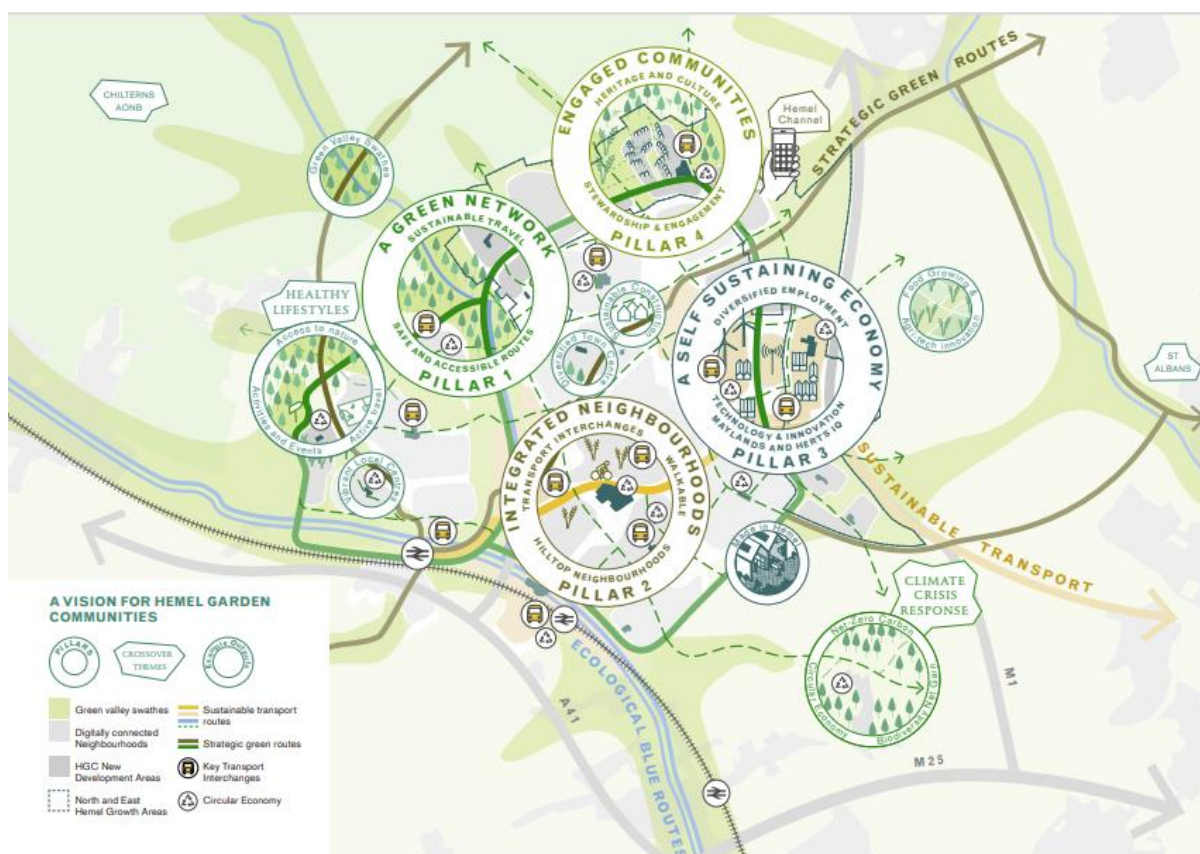 CHILTERNS
AONB
Green Valley Swathes
ENGAGED COMMUNITIES
HERITAGE AND CULTURE
STEWARDSHIP & ENGAGEMENT
PILLAR 4
Hemel
Channel
STRATEGIC GREEN ROUTES
A GREEN NETWORK
SUSTAINABLE TRAVEL
SAFE AND ACCESSIBLE ROUTES
PILLAR 1
HEALTHY
LIFESTYLES
Access to nature
Activities and Events
Active travel
Sustainable Construction
Diversified Town Centre
A SELF SUSTAINING ECONOMY
DIVERSIFIED EMPLOYMENT
TECHNOLOGY & INNOVATION
MAYLANDS AND HERTS IQ
PILLAR 3
Food Growing &
Agri tech innovation
ST
ALBANS
Vibrant Local Centres
INTEGRATED NEIGHBOURHOODS
TRANSPORT INTERCHANGES
WALKABLE
HILLTOP NEIGHBOURHOODS
PILLAR 2
Made in Hemel
SUSTAINABLE TRANSPORT
CLIMATE
CRISIS
RESPONSE
Net-Zero Carbon
Circular Economy
Biodiversity Net Gien
ECOLOGICAL BLUE ROUTES
A41
M1
M25
A VISION FOR HEMEL GARDEN
COMMUNITIES
PILLARS
CROSSOVER
THEMES
Example Outputs
Green valley swathes
Digitally connected
Neighbourhoods
HGC New
Development Areas
North and East
Hemel Growth Areas
Sustainable transport
routes
Strategic green routes
Key Transport
Interchanges
Circular Economy